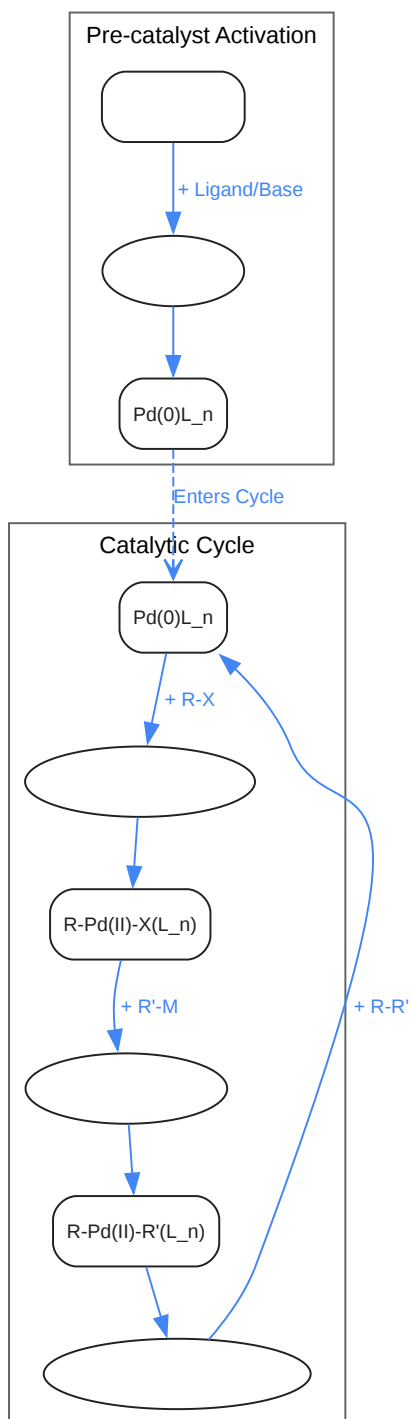 Pre-catalyst Activation
+ Ligand/Base
Pd(0)L_n
Enters Cycle
Catalytic Cycle
Pd(0)L_n
+ R-X
R-Pd(II)-X(L_n)
+ R'-M
+ R-R'
R-Pd(II)-R'(L_n)